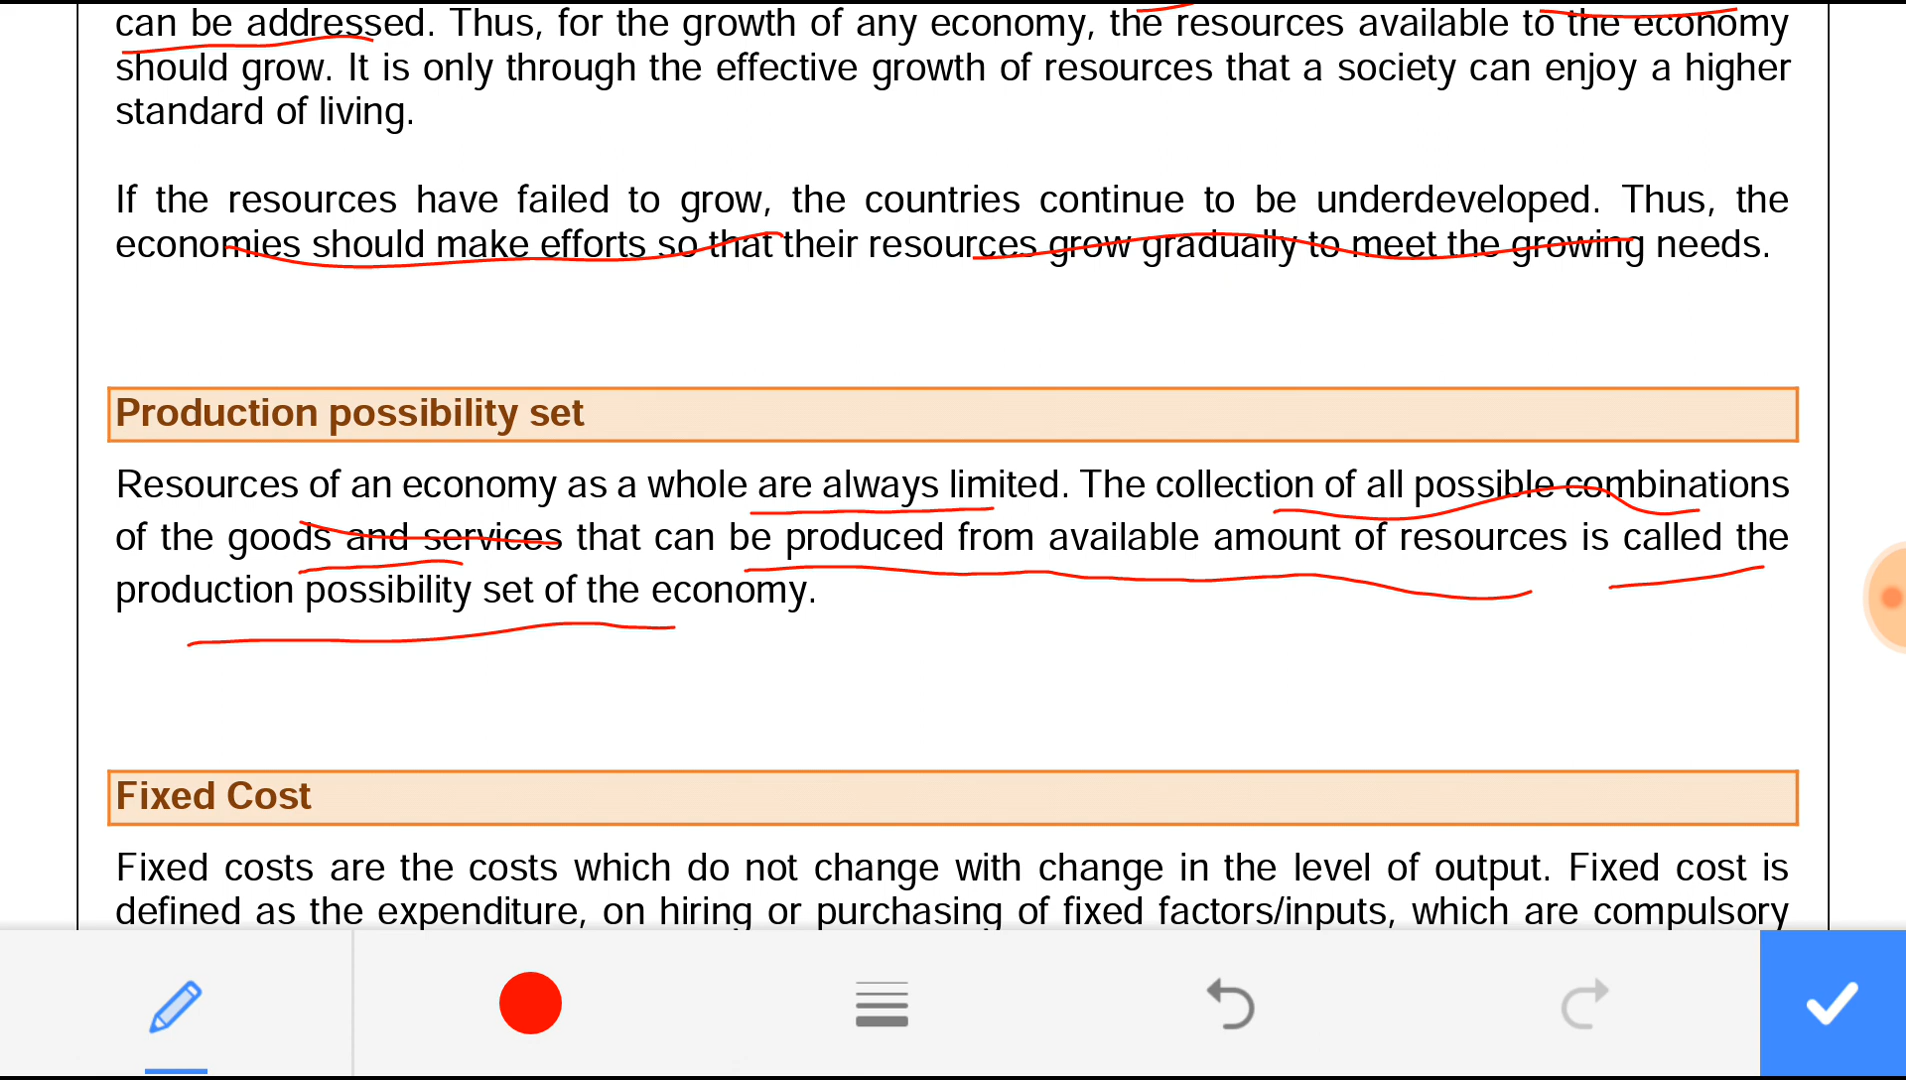 can be addressed. Thus, for the growth of any economy, the resources available to the economy
should grow. It is only through the effective growth of resources that a society can enjoy a higher
standard of living.
If the resources have failed to grow, the countries continue to be underdeveloped. Thus, the
economies should make efforts so that their resources grow gradually to meet the growing needs.
Production possibility set
Resources of an economy as a whole are always limited. The collection of all possible combinations
of the goods and services that can be produced from available amount of resources is called the
production possibility set of the economy.
Fixed Cost
Fixed costs are the costs which do not change with change in the level of output. Fixed cost is
defined as the expenditure, on hiring or purchasing of fixed factors/inputs, which are compulsory